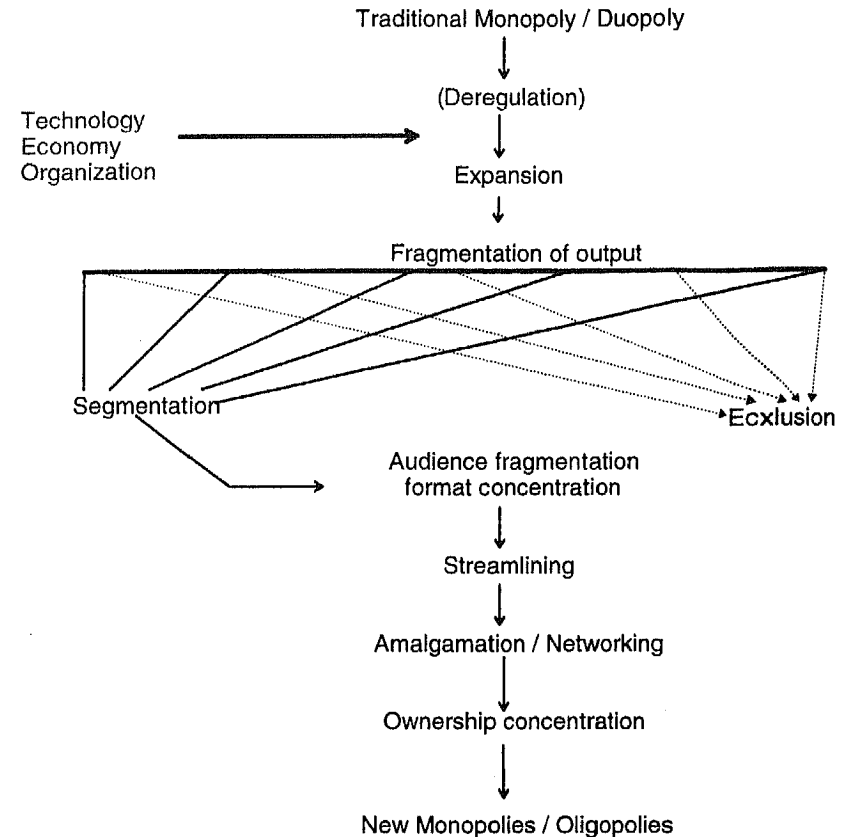 Traditional Monopoly / Duopoly
(Deregulation)
Technology
Economy
Organization
Expansion
Fragmentation of output
Segmentation
Ecxlusion
Audience fragmentation
format concentration
Streamlining
Amalgamation / Networking
Ownership concentration
New Monopolies / Oligopolies